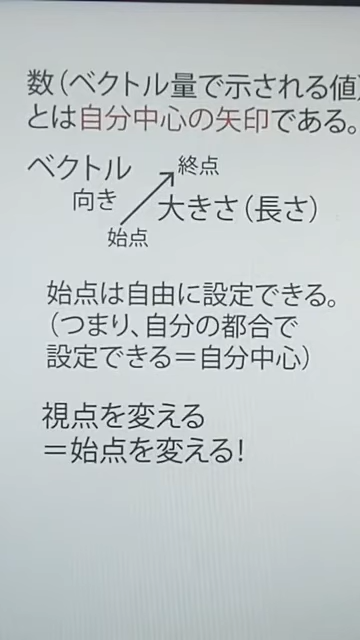 数(ベクトル量で示される値)
とは自分中心の矢印である。
ベクトル
終点
向き
大きさ(長さ)
始点
始点は自由に設定できる。
(つまり、自分の都合で
設定できる=自分中心)
視点を変える
=始点を変える!